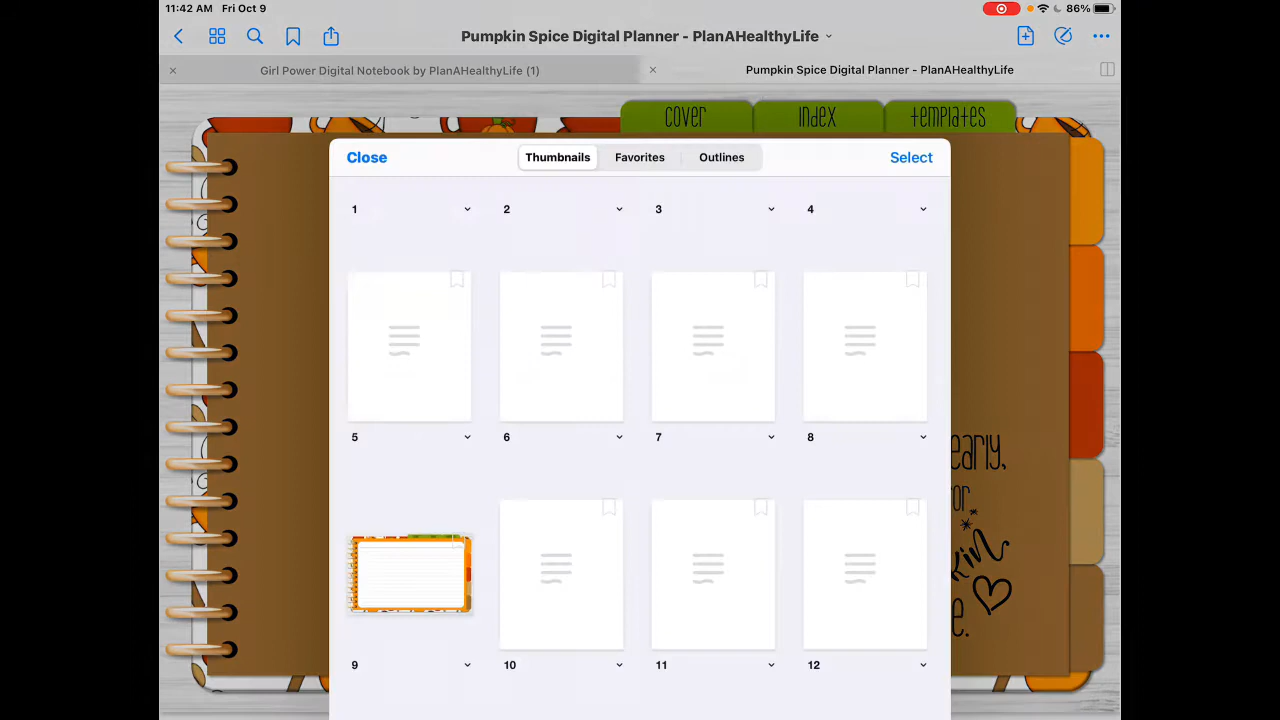 11:42 AM Fri Oct 9
86%
Pumpkin Spice Digital Planner - PlanAHealthyLife
Girl Power Digital Notebook by PlanAHealthyLife (1)
Pumpkin Spice Digital Planner - PlanAHealthyLife
cover
index
templates
Close
Thumbnails
Favorites
Outlines
Select
1
2
3
4
5
6
7
8
9
10
11
12